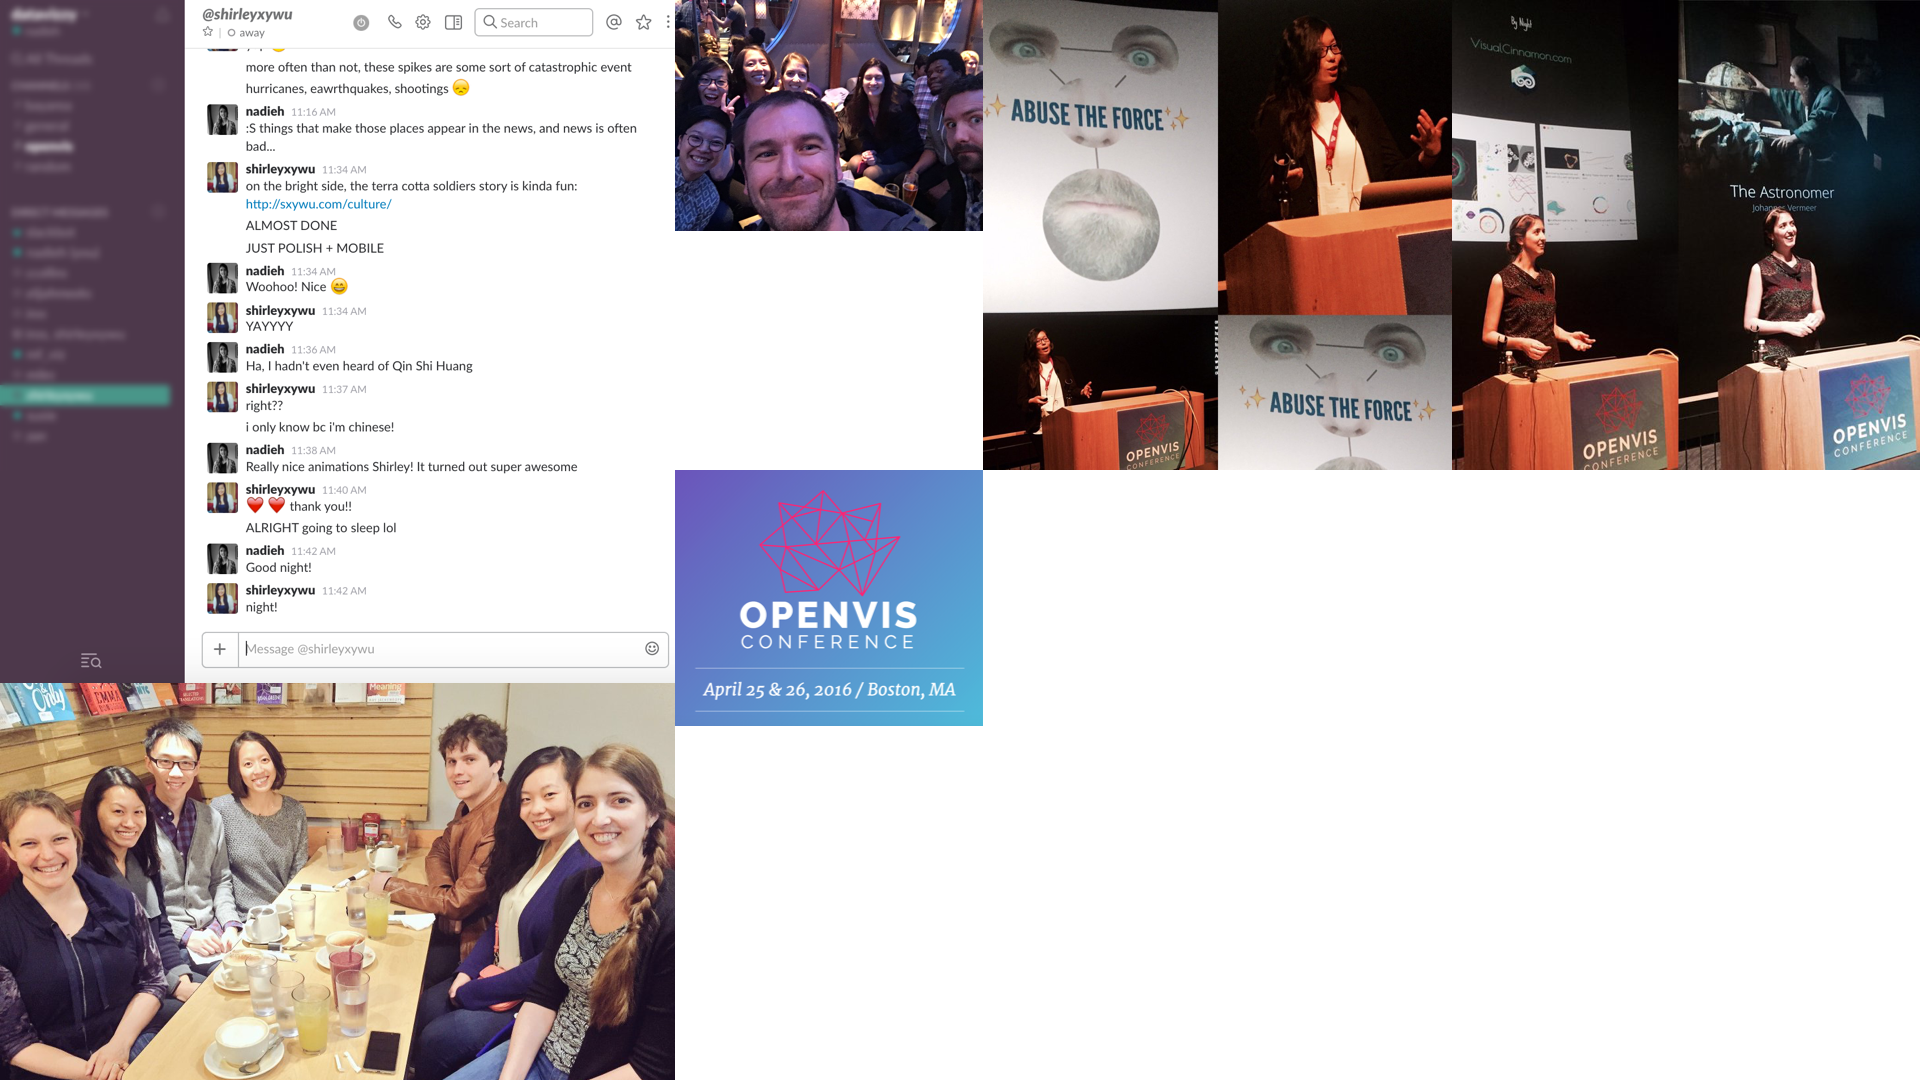 @shirleyxywu
away
Search
more often than not, these spikes are some sort of catastrophic event
hurricanes, eawrthquakes, shootings
nadieh 11:16 AM
:S things that make those places appear in the news, and news is often
bad...
shirleyxywu 11:34 AM
on the bright side, the terra cotta soldiers story is kinda fun:
http://sxywu.com/culture/
ALMOST DONE
JUST POLISH + MOBILE
nadieh 11:34 AM
Woohoo! Nice
shirleyxywu 11:34 AM
YAYYYY
nadieh 11:36 AM
Ha, I hadn't even heard of Qin Shi Huang
shirleyxywu 11:37 AM
right??
i only know bc i'm chinese!
nadieh 11:38 AM
Really nice animations Shirley! It turned out super awesome
shirleyxywu 11:40 AM
thank you!!
ALRIGHT going to sleep lol
nadieh 11:42 AM
Good night!
shirleyxywu 11:42 AM
night!
Message @shirleyxywu
ABUSE THE FORCE
OPENVIS
CONFERENCE
ABUSE THE FORCE
By Night
VisualCinnamon.com
OPENVIS
CONFERENCE
The Astronomer
Johannes Vermeer
OPENVIS
CONFERENCE
OPENVIS
CONFERENCE
April 25 & 26, 2016 / Boston, MA
Only
EMMA
NYC
Meaning